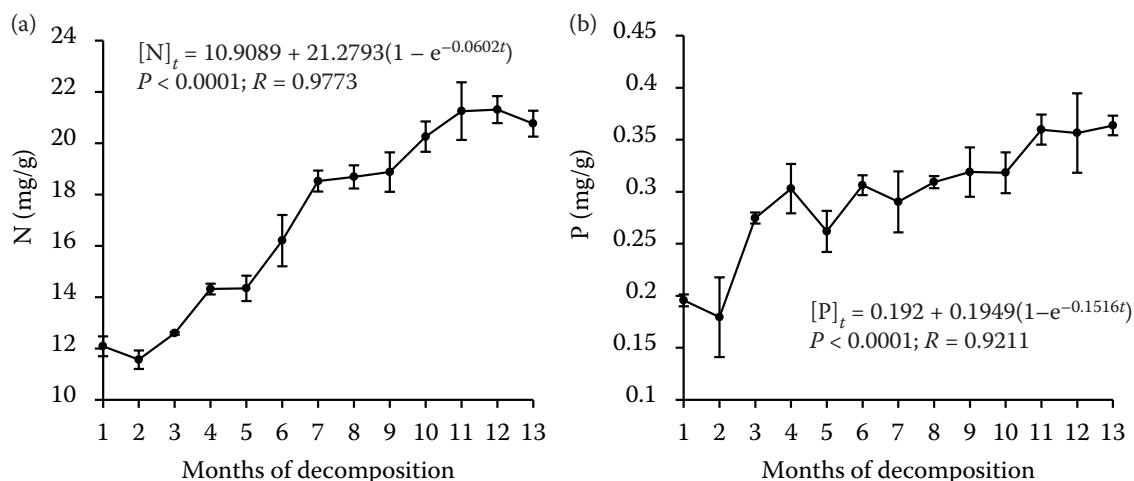 (a)
[N]t = 10.9089 + 21.2793(1 – e–0.0602t)
P < 0.0001; R = 0.9773
N (mg/g)
24
22
20
18
16
14
12
10
1 2 3 4 5 6 7 8 9 10 11 12 13
Months of decomposition
(b)
P (mg/g)
0.45
0.4
0.35
0.3
0.25
0.2
0.15
0.1
[P]t = 0.192 + 0.1949(1–e–0.1516t)
P < 0.0001; R = 0.9211
1 2 3 4 5 6 7 8 9 10 11 12 13
Months of decomposition